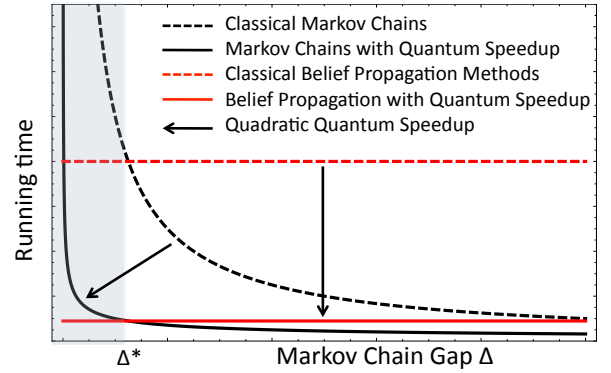 Classical Markov Chains
Markov Chains with Quantum Speedup
Classical Belief Propagation Methods
Belief Propagation with Quantum Speedup
Quadratic Quantum Speedup
Running time
Δ*
Markov Chain Gap Δ